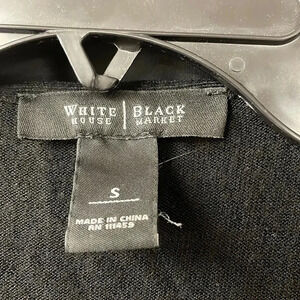 WHITE | BLACK
HOUSE | MARKET
S
MADE IN CHINA
RN 111459